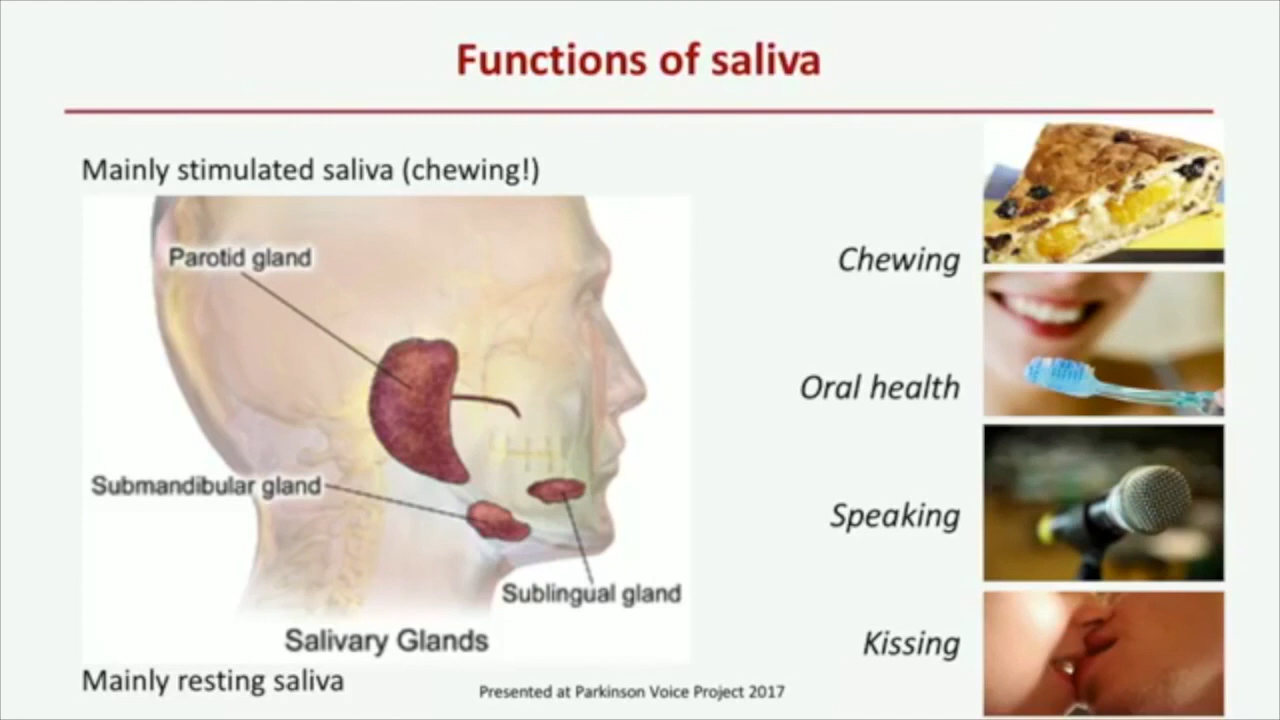 Functions of saliva
Mainly stimulated saliva (chewing!)
Parotid gland
Submandibular gland
Sublingual gland
Salivary Glands
Mainly resting saliva
Chewing
Oral health
Speaking
Kissing
Presented at Parkinson Voice Project 2017